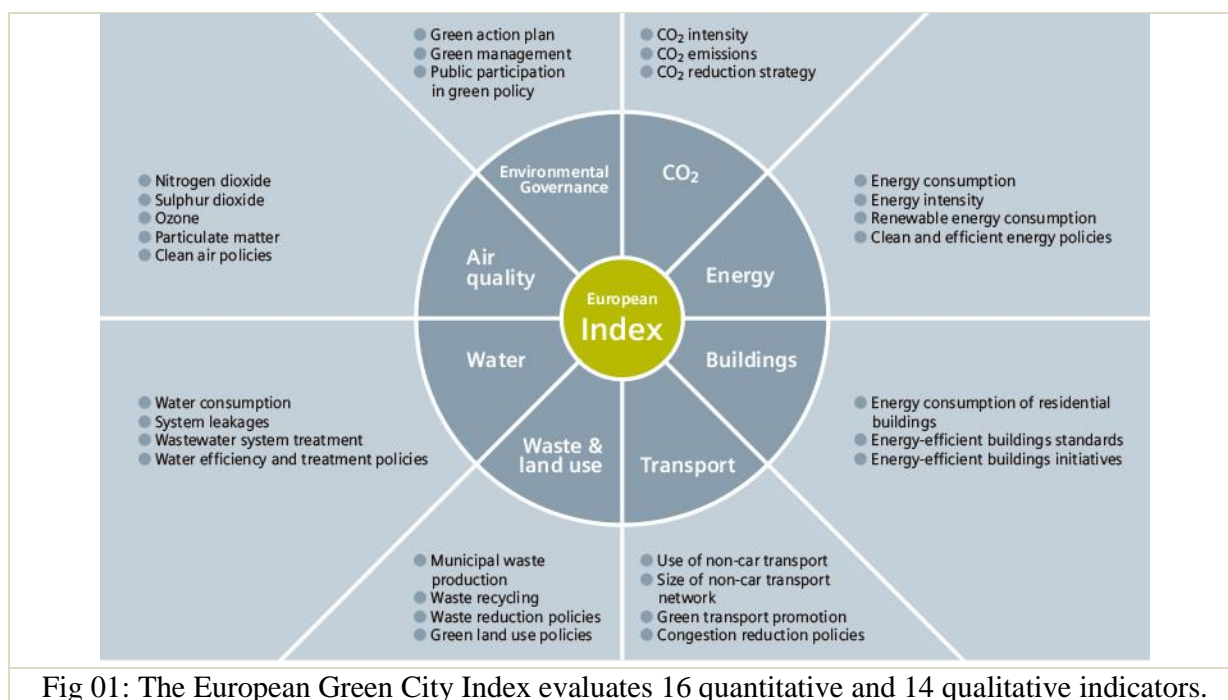 Green action plan
Green management
Public participation
in green policy
CO₂ intensity
CO₂ emissions
CO₂ reduction strategy
Nitrogen dioxide
Sulphur dioxide
Ozone
Particulate matter
Clean air policies
Environmental
Governance
CO₂
Energy consumption
Energy intensity
Renewable energy consumption
Clean and efficient energy policies
Air
quality
Energy
European
Index
Water
Buildings
Water consumption
System leakages
Wastewater system treatment
Water efficiency and treatment policies
Waste &
land use
Transport
Energy consumption of residential
buildings
Energy-efficient buildings standards
Energy-efficient buildings initiatives
Municipal waste
production
Waste recycling
Waste reduction policies
Green land use policies
Use of non-car transport
Size of non-car transport
network
Green transport promotion
Congestion reduction policies
Fig 01: The European Green City Index evaluates 16 quantitative and 14 qualitative indicators.